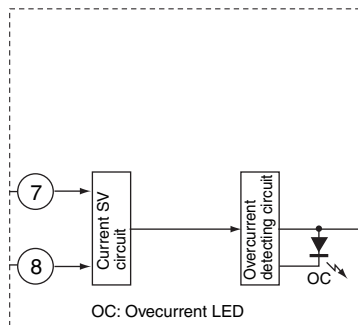 7
8
Current SV
circuit
Overcurrent
detecting circuit
OC
OC: Ovecurrent LED